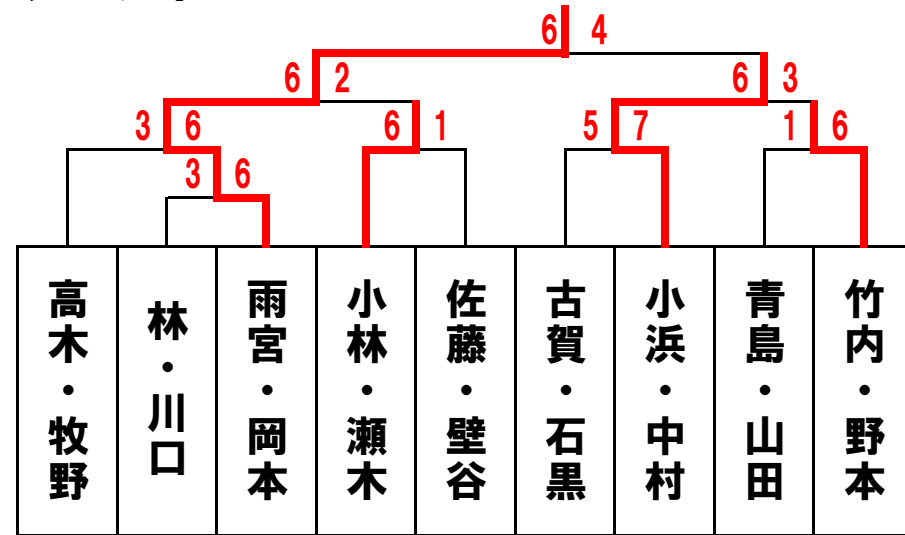 6 4
6 2 6 3
3 6 6 1 5 7 1 6
3 6
高木・牧野
林・川口
雨宮・岡本
小林・瀬木
佐藤・壁谷
古賀・石黒
小浜・中村
青島・山田
竹内・野本